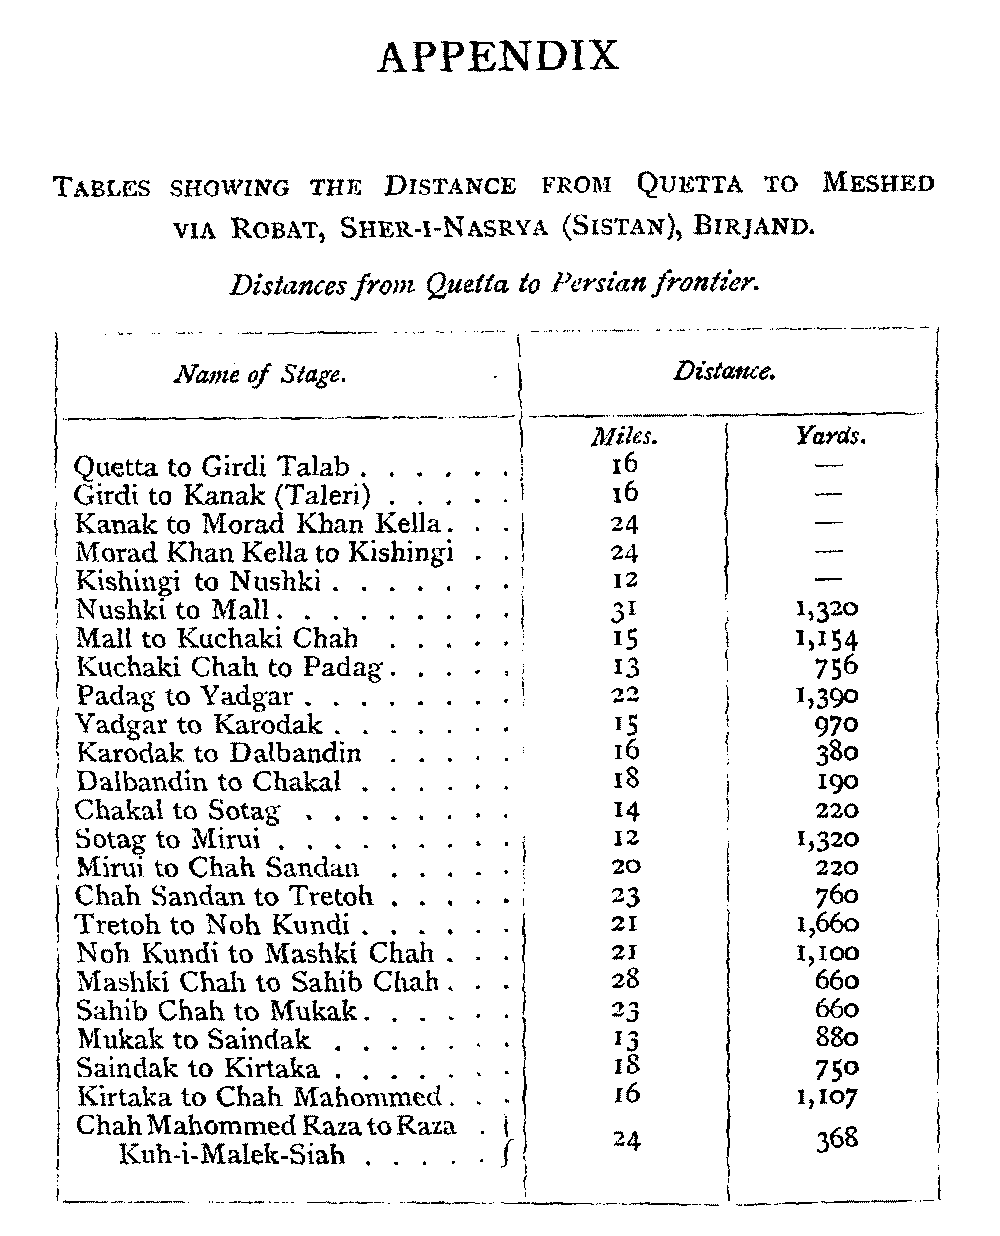 APPENDIX
TABLES SHOWING THE DISTANCE FROM QUETTA TO MESHED
VIA ROBAT, SHER-I-NASRYA (SISTAN), BIRJAND.
Distances from Quetta to Persian frontier.
Name of Stage. Distance.
Miles. Yards.
Quetta to Girdi Talab . . . . . . 16 —
Girdi to Kanak (Taleri) . . . . . 16 —
Kanak to Morad Khan Kella . . . 24 —
Morad Khan Kella to Kishingi . . 24 —
Kishingi to Nushki . . . . . . . 12 —
Nushki to Mall . . . . . . . . . 31 1,320
Mall to Kuchaki Chah . . . . . 15 1,154
Kuchaki Chah to Padag . . . . . 13 756
Padag to Yadgar . . . . . . . . 22 1,390
Yadgar to Karodak . . . . . . . 15 970
Karodak to Dalbandin . . . . . 16 380
Dalbandin to Chakal . . . . . . 18 190
Chakal to Sotag . . . . . . . . 14 220
Sotag to Mirui . . . . . . . . . 12 1,320
Mirui to Chah Sandan . . . . . 20 220
Chah Sandan to Tretoh . . . . . 23 760
Tretoh to Noh Kundi . . . . . . 21 1,660
Noh Kundi to Mashki Chah . . . 21 1,100
Mashki Chah to Sahib Chah . . . 28 660
Sahib Chah to Mukak . . . . . . 23 660
Mukak to Saindak . . . . . . . 13 880
Saindak to Kirtaka . . . . . . . 18 750
Kirtaka to Chah Mahommed . . . 16 1,107
Chah Mahommed Raza to Raza .
Kuh-i-Malek-Siah . . . . . 24 368